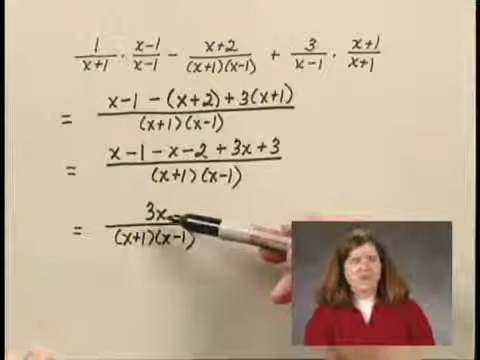 1/(x+1) · (x-1)/(x-1) - (x+2)/((x+1)(x-1)) + 3/(x-1) · (x+1)/(x+1)
= (x-1-(x+2)+3(x+1))/((x+1)(x-1))
= (x-1-x-2+3x+3)/((x+1)(x-1))
= 3x/((x+1)(x-1))